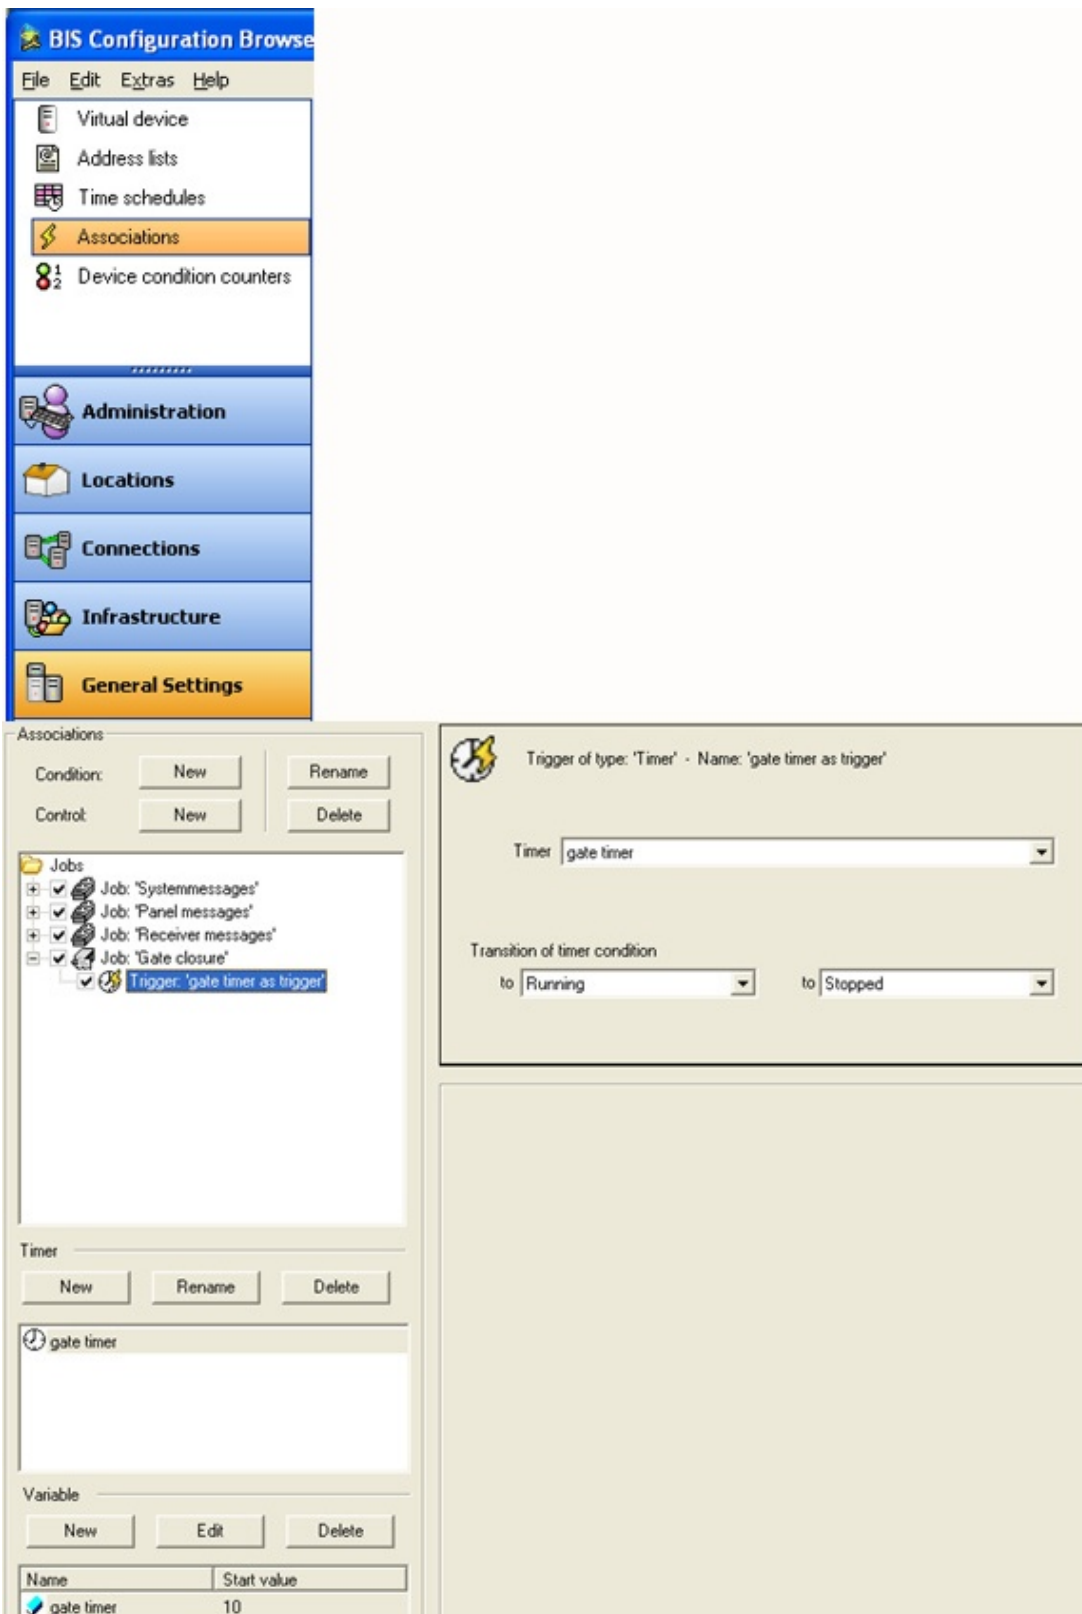 BIS Configuration Browse
File Edit Extras Help
Virtual device
Address lists
Time schedules
Associations
Device condition counters
Administration
Locations
Connections
Infrastructure
General Settings
Associations
Condition: New Rename
Control: New Delete
Jobs
Job: 'Systemmessages'
Job: 'Panel messages'
Job: 'Receiver messages'
Job: 'Gate closure'
Trigger: 'gate timer as trigger'
Timer
New Rename Delete
gate timer
Variable
New Edit Delete
Name Start value
gate timer 10
Trigger of type: 'Timer' - Name: 'gate timer as trigger'
Timer gate timer
Transition of timer condition
to Running to Stopped